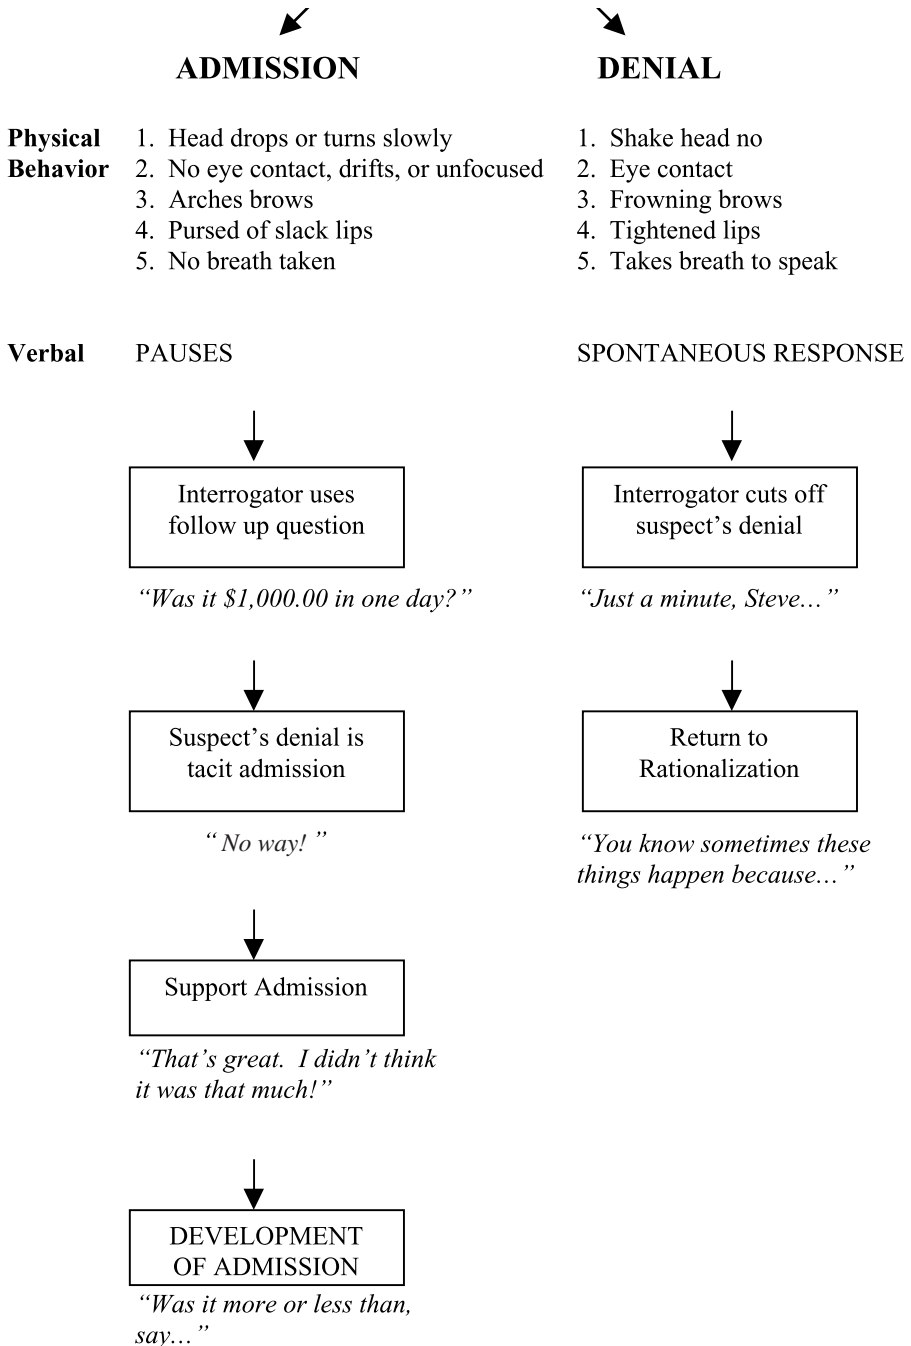 ADMISSION
DENIAL
Physical
Behavior
1. Head drops or turns slowly
2. No eye contact, drifts, or unfocused
3. Arches brows
4. Pursed of slack lips
5. No breath taken
1. Shake head no
2. Eye contact
3. Frowning brows
4. Tightened lips
5. Takes breath to speak
Verbal
PAUSES
SPONTANEOUS RESPONSE
Interrogator uses
follow up question
“Was it $1,000.00 in one day?”
Suspect’s denial is
tacit admission
“ No way! ”
Support Admission
“That’s great.  I didn’t think
it was that much!”
DEVELOPMENT
OF ADMISSION
“Was it more or less than,
say…”
Interrogator cuts off
suspect’s denial
“Just a minute, Steve…”
Return to
Rationalization
“You know sometimes these
things happen because…”